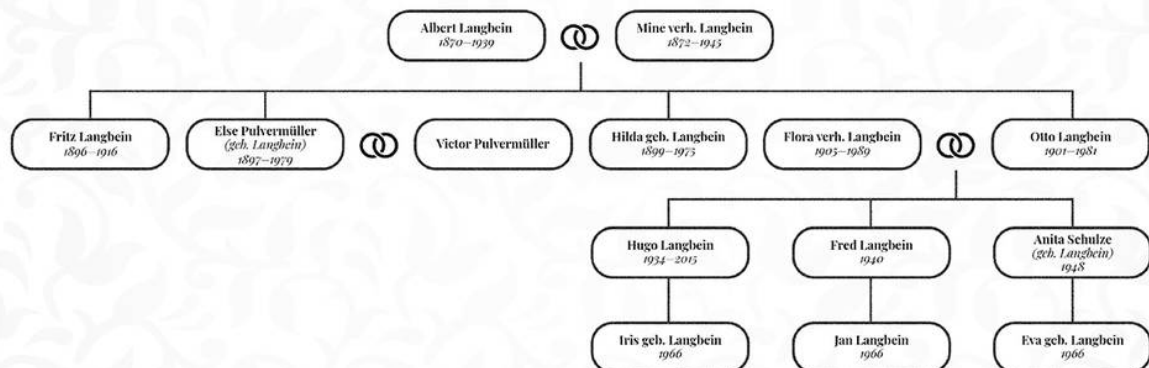 Albert Langbein
1870–1939
Mine verh. Langbein
1872–1945
Fritz Langbein
1896–1916
Else Pulvermüller
(geb. Langbein)
1897–1979
Victor Pulvermüller
Hilda geb. Langbein
1899–1975
Flora verh. Langbein
1905–1989
Otto Langbein
1901–1981
Hugo Langbein
1934–2015
Fred Langbein
1940
Anita Schulze
(geb. Langbein)
1948
Iris geb. Langbein
1966
Jan Langbein
1966
Eva geb. Langbein
1966